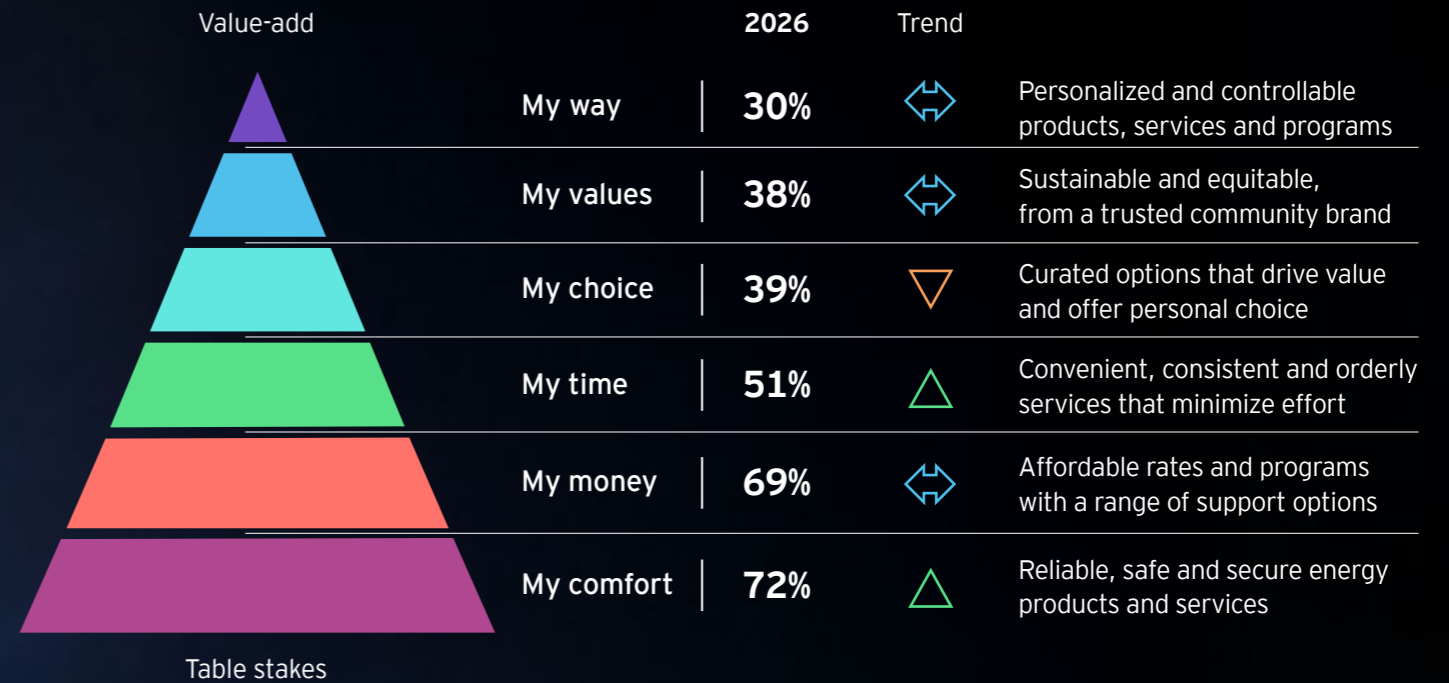 Value-add
2026
Trend
My way
30%
Personalized and controllable
products, services and programs
My values
38%
Sustainable and equitable,
from a trusted community brand
My choice
39%
Curated options that drive value
and offer personal choice
My time
51%
Convenient, consistent and orderly
services that minimize effort
My money
69%
Affordable rates and programs
with a range of support options
My comfort
72%
Reliable, safe and secure energy
products and services
Table stakes